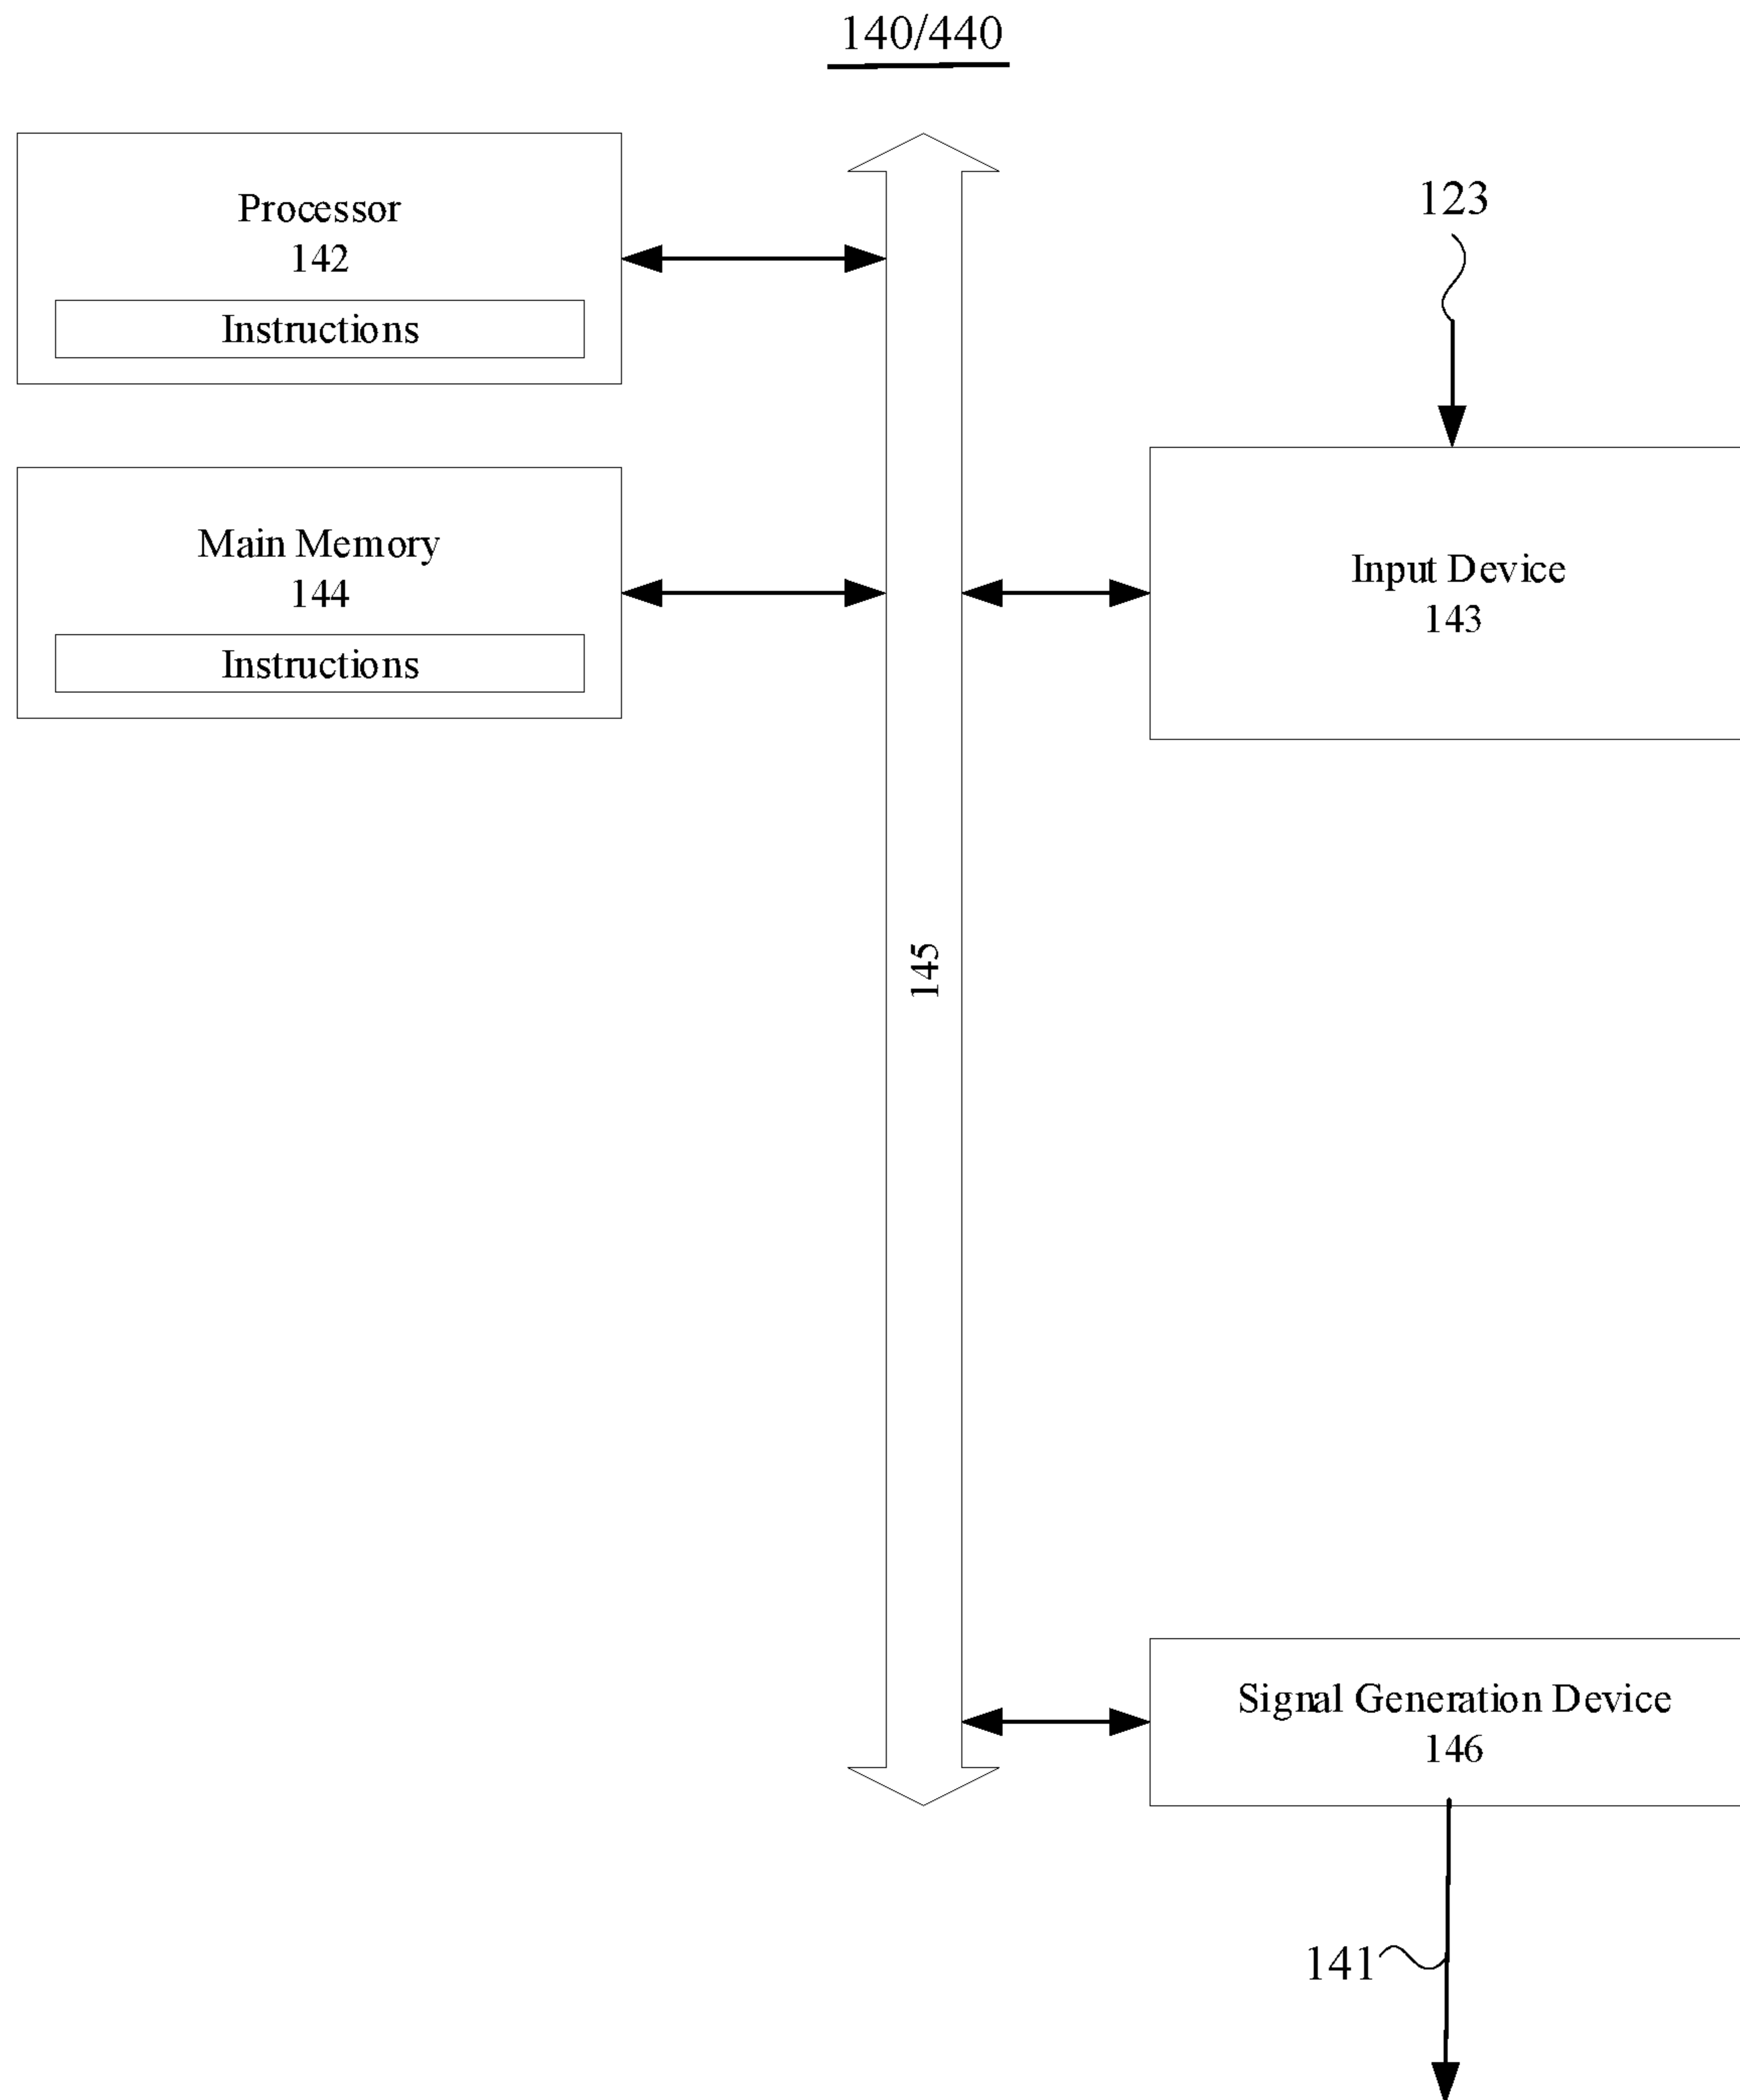 140/440
Processor
142
Instructions
123
Main Memory
144
Instructions
Input Device
143
145
Signal Generation Device
146
141